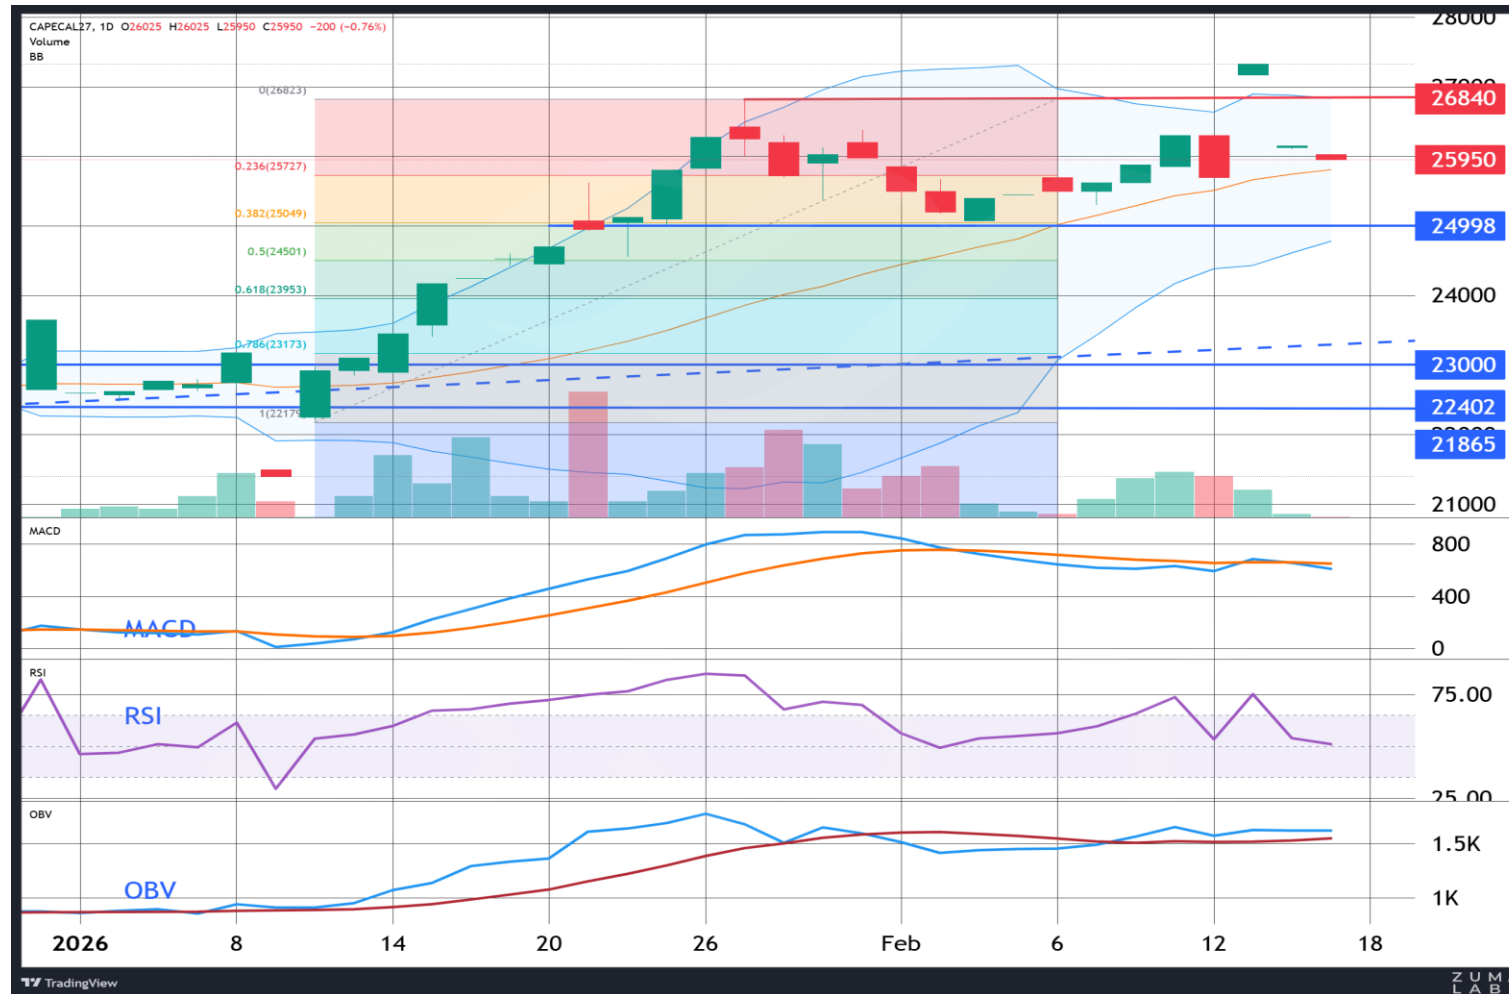 CAPECAL27, 1D O26025 H26025 L25950 C25950 −200 (−0.76%)
Volume
BB
28000
0(26823)
26840
0.236(25727)
25950
0.382(25049)
24998
0.5(24501)
0.618(23953)
24000
0.786(23173)
23000
22402
21865
21000
MACD
800
MACD
400
0
RSI
75.00
RSI
25.00
OBV
1.5K
OBV
1K
2026 8 14 20 26 Feb 6 12 18
TradingView
ZUM
LAB